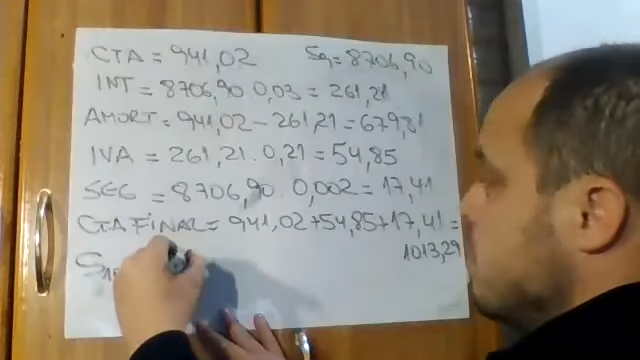 CTA = 941,02 S9 = 8706,90
INT = 8706,90 . 0,03 = 261,21
AMORT = 941,02 - 261,21 = 679,81
IVA = 261,21 . 0,21 = 54,85
SEG = 8706,90 . 0,002 = 17,41
CTA FINAL = 941,02 + 54,85 + 17,41 =
1013,29